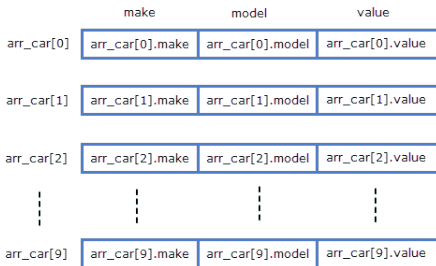 make model value
arr_car[0] arr_car[0].make arr_car[0].model arr_car[0].value
arr_car[1] arr_car[1].make arr_car[1].model arr_car[1].value
arr_car[2] arr_car[2].make arr_car[2].model arr_car[2].value
arr_car[9] arr_car[9].make arr_car[9].model arr_car[9].value